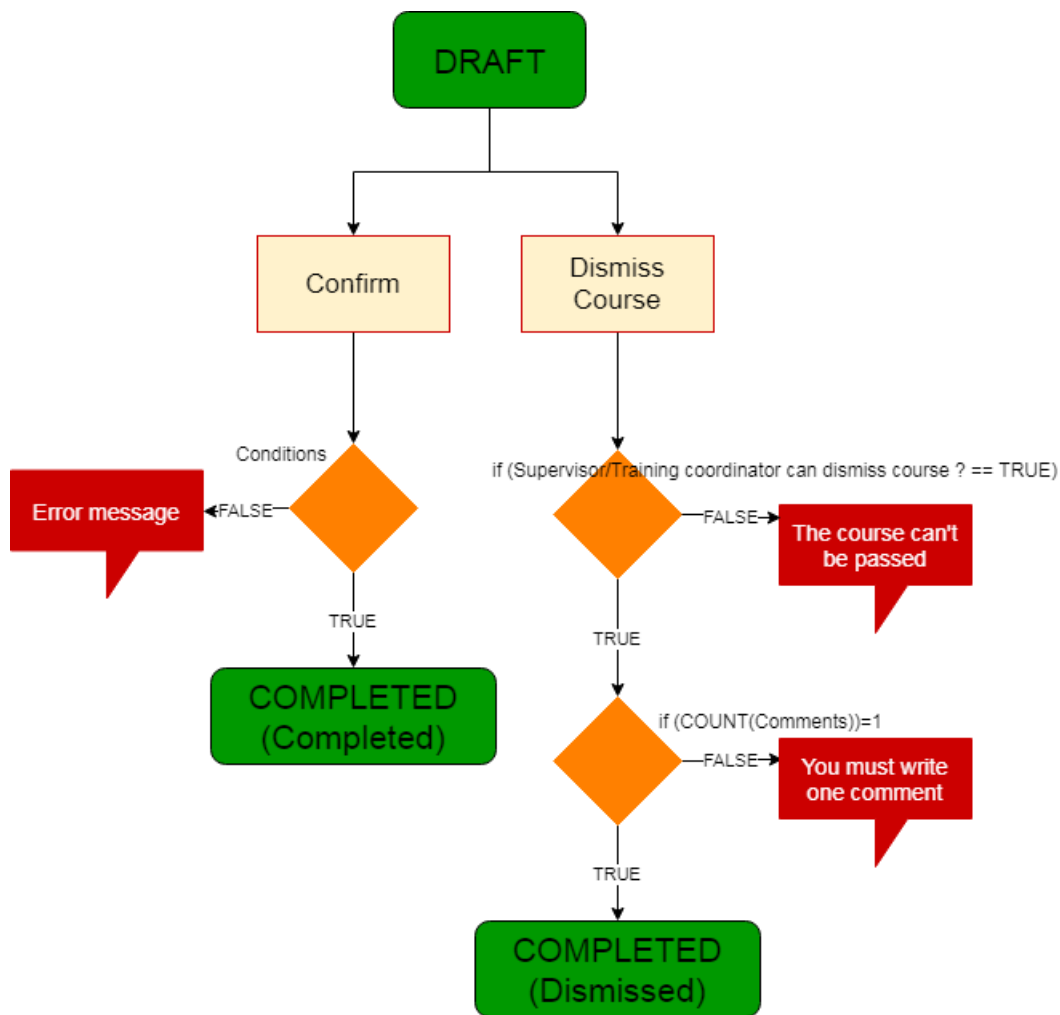 DRAFT
Confirm
Dismiss
Course
Conditions
if (Supervisor/Training coordinator can dismiss course ? == TRUE)
Error message
FALSE
FALSE
The course can't
be passed
TRUE
TRUE
COMPLETED
(Completed)
if (COUNT(Comments))=1
FALSE
You must write
one comment
TRUE
COMPLETED
(Dismissed)